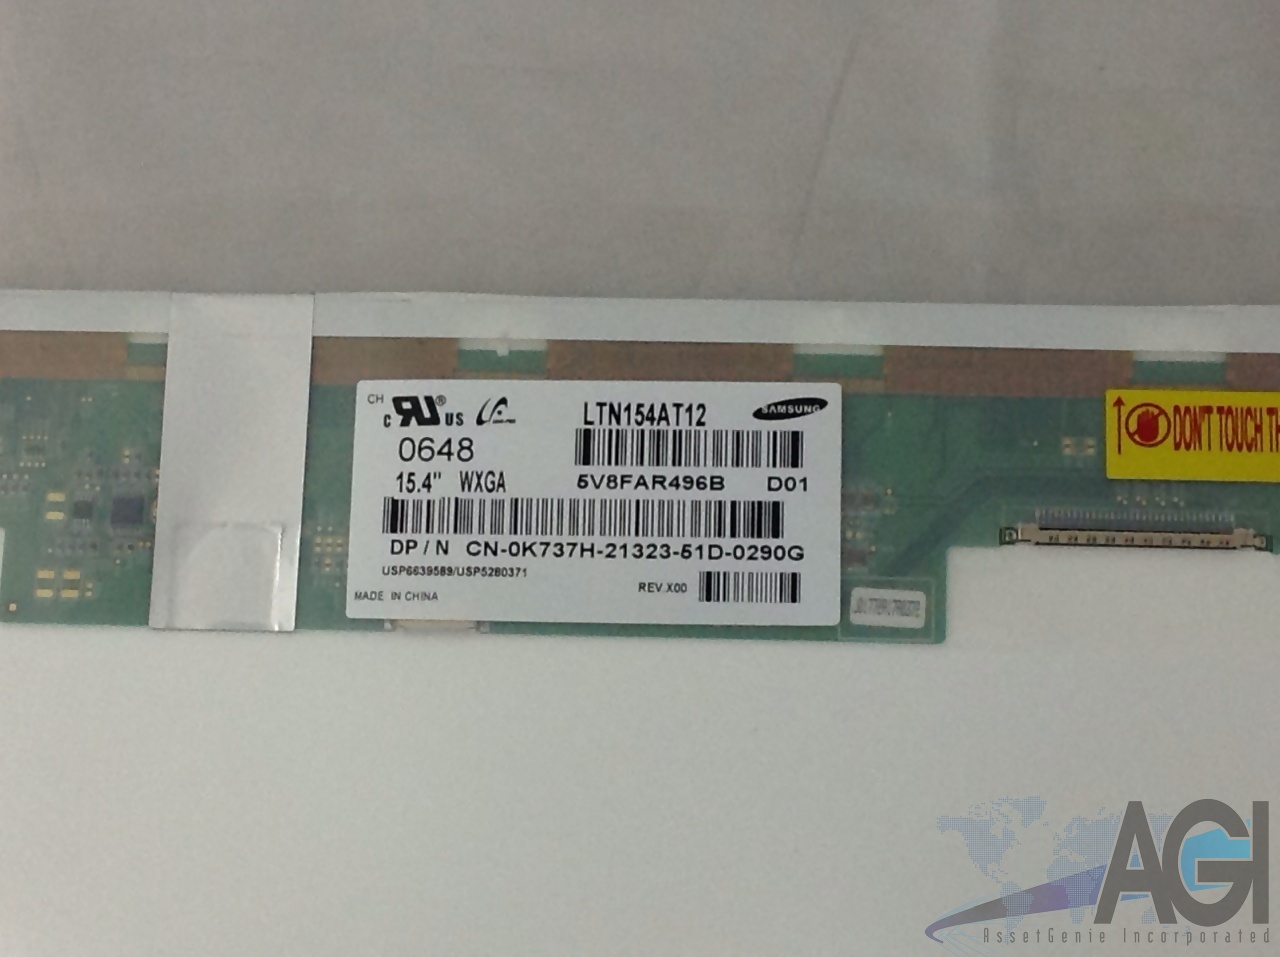 CH
c RU ® US
LTN154AT12
SAMSUNG
0648
15.4" WXGA
5V8FAR496B D01
DP/N CN-0K737H-21323-51D-0290G
USP6639589/USP5280371
REV.X00
MADE IN CHINA
DON'T TOUCH
AGI
AssetGenie Incorporated